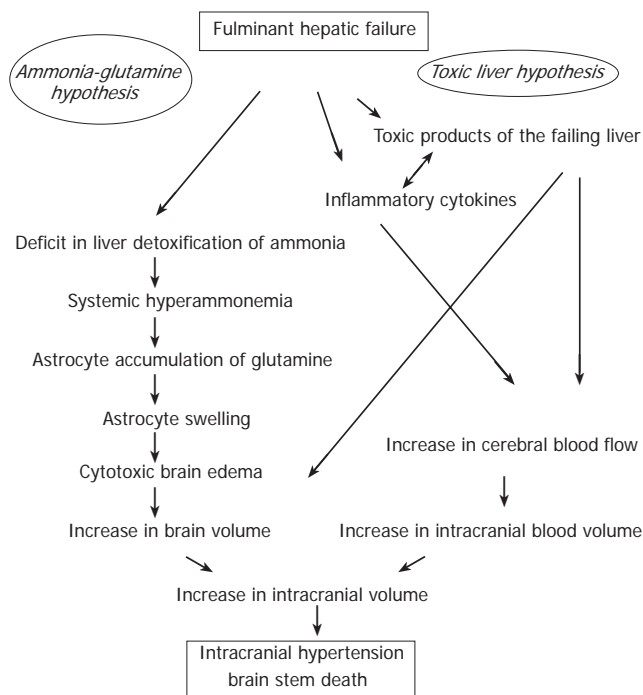 Fulminant hepatic failure
Ammonia-glutamine
hypothesis
Toxic liver hypothesis
Toxic products of the failing liver
Inflammatory cytokines
Deficit in liver detoxification of ammonia
Systemic hyperammonemia
Astrocyte accumulation of glutamine
Astrocyte swelling
Cytotoxic brain edema
Increase in brain volume
Increase in cerebral blood flow
Increase in intracranial blood volume
Increase in intracranial volume
Intracranial hypertension
brain stem death